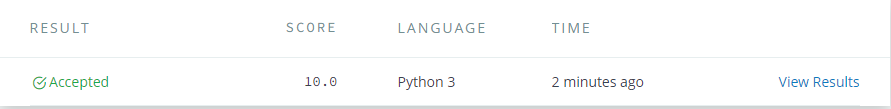 RESULT SCORE LANGUAGE TIME
Accepted 10.0 Python 3 2 minutes ago View Results